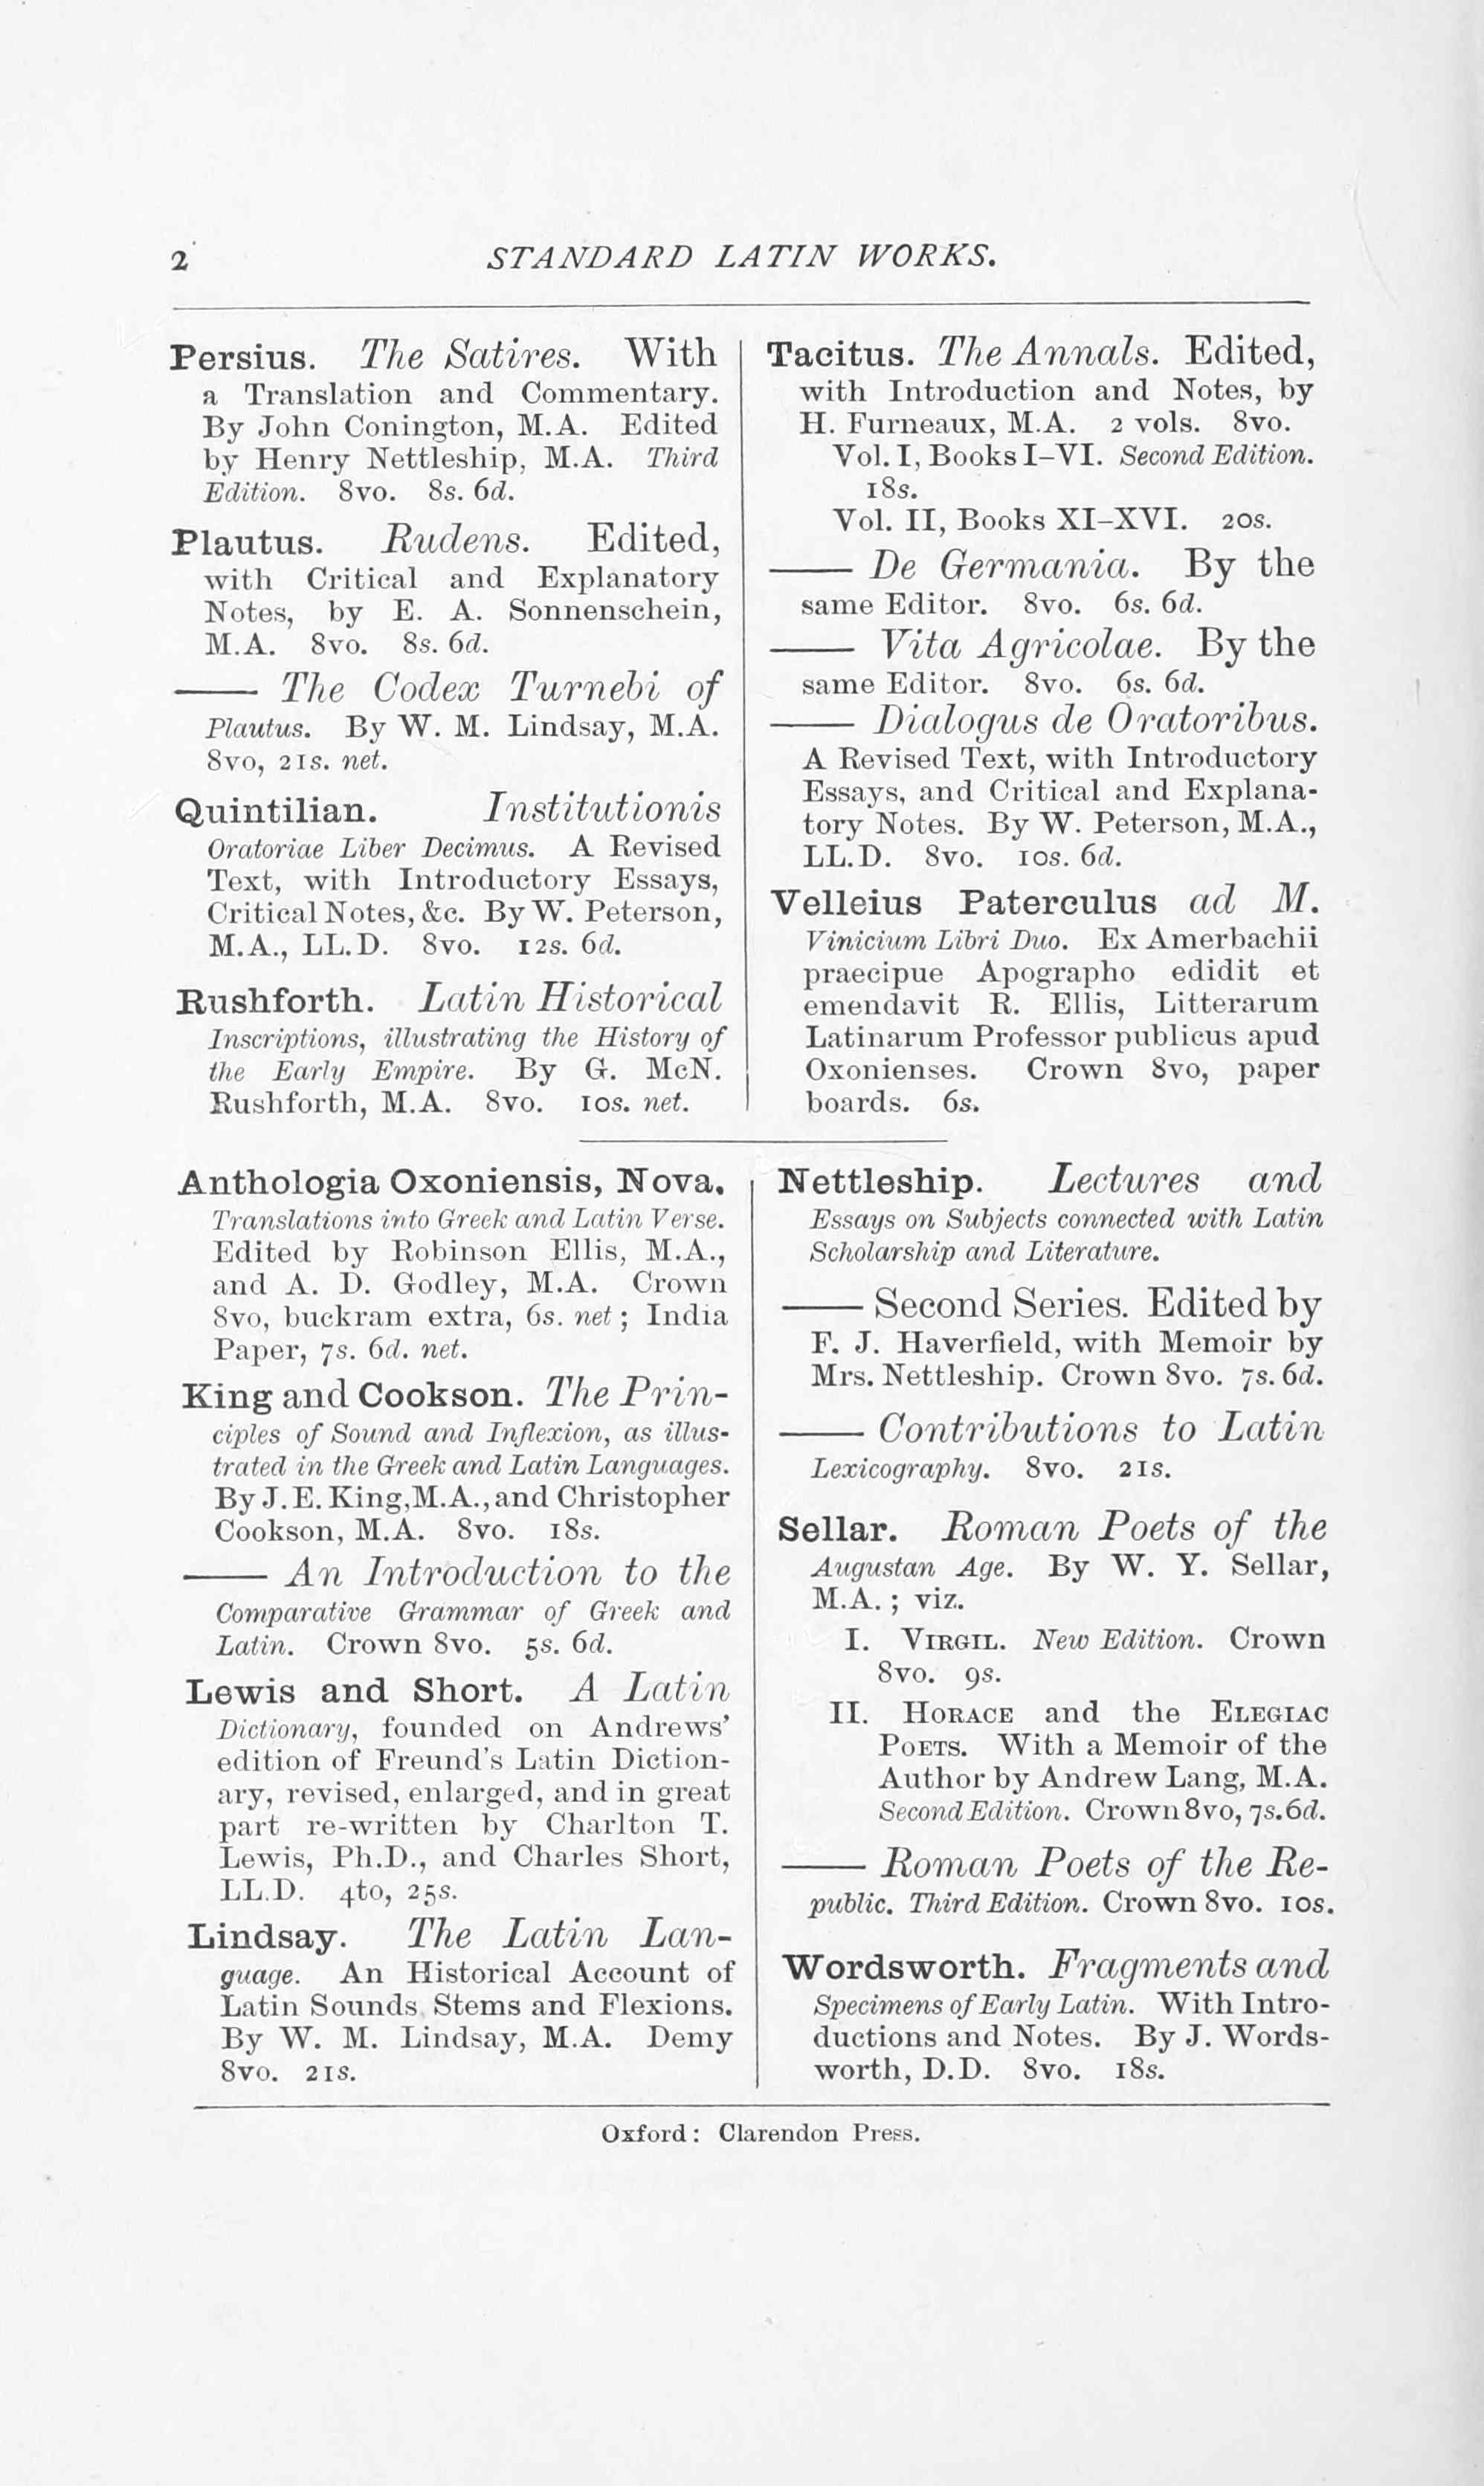 2
STANDARD LATIN WORKS.
Persius. The Satires. With
a Translation and Commentary.
By John Conington, M.A. Edited
by Henry Nettleship, M.A. Third
Edition. 8vo. 8s. 6d.
Plautus. Rudens. Edited,
with Critical and Explanatory
Notes, by E. A. Sonnenschein,
M.A. 8vo. 8s. 6d.
—— The Codex Turnebi of
Plautus. By W. M. Lindsay, M.A.
8vo, 21s. net.
Quintilian. Institutionis
Oratoriae Liber Decimus. A Revised
Text, with Introductory Essays,
Critical Notes, &c. By W. Peterson,
M.A., LL.D. 8vo. 12s. 6d.
Rushforth. Latin Historical
Inscriptions, illustrating the History of
the Early Empire. By G. McN.
Rushforth, M.A. 8vo. 10s. net.
Tacitus. The Annals. Edited,
with Introduction and Notes, by
H. Furneaux, M.A. 2 vols. 8vo.
Vol. I, Books I–VI. Second Edition.
18s.
Vol. II, Books XI–XVI. 20s.
—— De Germania. By the
same Editor. 8vo. 6s. 6d.
—— Vita Agricolae. By the
same Editor. 8vo. 6s. 6d.
—— Dialogus de Oratoribus.
A Revised Text, with Introductory
Essays, and Critical and Explana-
tory Notes. By W. Peterson, M.A.,
LL.D. 8vo. 10s. 6d.
Velleius Paterculus ad M.
Vinicium Libri Duo. Ex Amerbachii
praecipue Apographo edidit et
emendavit R. Ellis, Litterarum
Latinarum Professor publicus apud
Oxonienses. Crown 8vo, paper
boards. 6s.
Anthologia Oxoniensis, Nova.
Translations into Greek and Latin Verse.
Edited by Robinson Ellis, M.A.,
and A. D. Godley, M.A. Crown
8vo, buckram extra, 6s. net; India
Paper, 7s. 6d. net.
King and Cookson. The Prin-
ciples of Sound and Inflexion, as illus-
trated in the Greek and Latin Languages.
By J. E. King, M.A., and Christopher
Cookson, M.A. 8vo. 18s.
—— An Introduction to the
Comparative Grammar of Greek and
Latin. Crown 8vo. 5s. 6d.
Lewis and Short. A Latin
Dictionary, founded on Andrews'
edition of Freund's Latin Diction-
ary, revised, enlarged, and in great
part re-written by Charlton T.
Lewis, Ph.D., and Charles Short,
LL.D. 4to, 25s.
Lindsay. The Latin Lan-
guage. An Historical Account of
Latin Sounds Stems and Flexions.
By W. M. Lindsay, M.A. Demy
8vo. 21s.
Nettleship. Lectures and
Essays on Subjects connected with Latin
Scholarship and Literature.
—— Second Series. Edited by
F. J. Haverfield, with Memoir by
Mrs. Nettleship. Crown 8vo. 7s. 6d.
—— Contributions to Latin
Lexicography. 8vo. 21s.
Sellar. Roman Poets of the
Augustan Age. By W. Y. Sellar,
M.A.; viz.
I. VIRGIL. New Edition. Crown
8vo. 9s.
II. HORACE and the ELEGIAC
POETS. With a Memoir of the
Author by Andrew Lang, M.A.
Second Edition. Crown 8vo, 7s. 6d.
—— Roman Poets of the Re-
public. Third Edition. Crown 8vo. 10s.
Wordsworth. Fragments and
Specimens of Early Latin. With Intro-
ductions and Notes. By J. Words-
worth, D.D. 8vo. 18s.
Oxford: Clarendon Press.